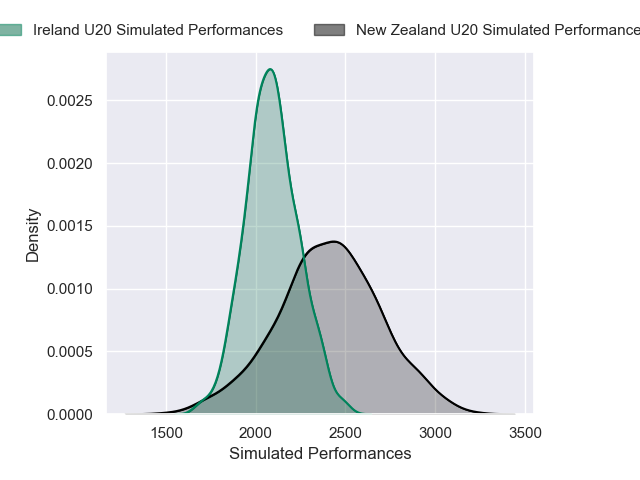 Ireland U20 Simulated Performances
New Zealand U20 Simulated Performance
0.0025
0.0020
0.0015
0.0010
0.0005
0.0000
Density
1500 2000 2500 3000 3500
Simulated Performances